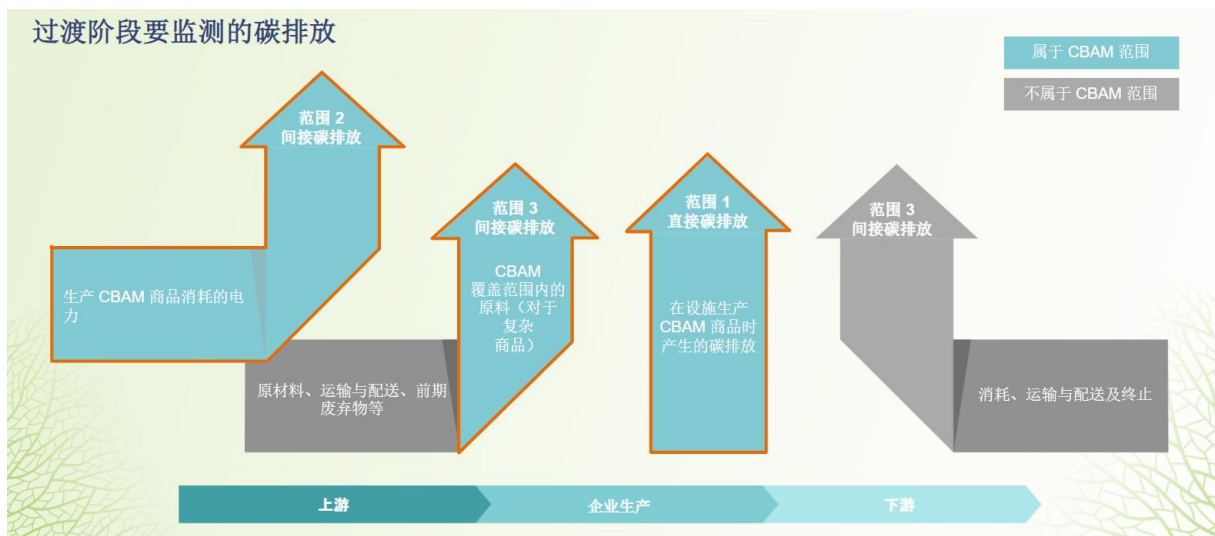 过渡阶段要监测的碳排放
属于 CBAM 范围
不属于 CBAM 范围
范围 2
间接碳排放
生产 CBAM 商品消耗的电
力
原材料、运输与配送、前期
废弃物等
范围 3
间接碳排放
CBAM
覆盖范围内的
原料（对于
复杂
商品）
范围 1
直接碳排放
在设施生产
CBAM 商品时
产生的碳排放
范围 3
间接碳排放
消耗、运输与配送及终止
上游
企业生产
下游